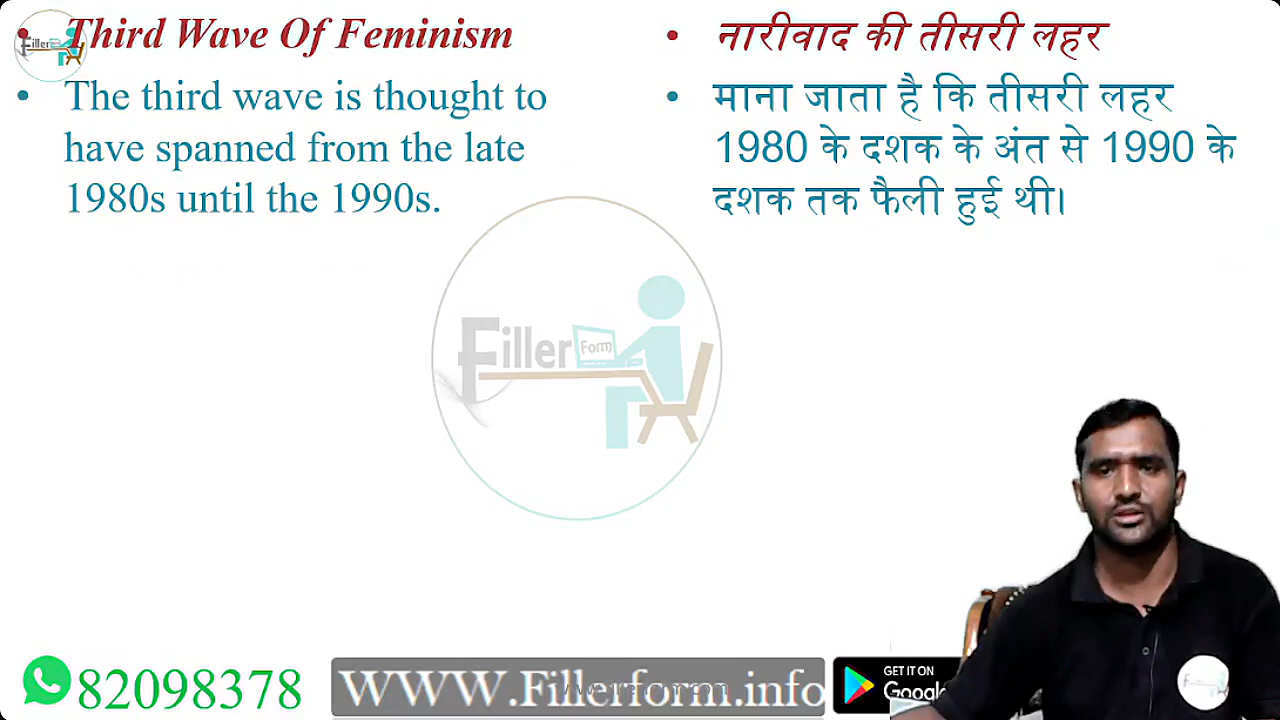 Third Wave Of Feminism
The third wave is thought to
have spanned from the late
1980s until the 1990s.
नारीवाद की तीसरी लहर
माना जाता है कि तीसरी लहर
1980 के दशक के अंत से 1990 के
दशक तक फैली हुई थी।
Filler Form
82098378
WWW.Fillerform.info
GET IT ON